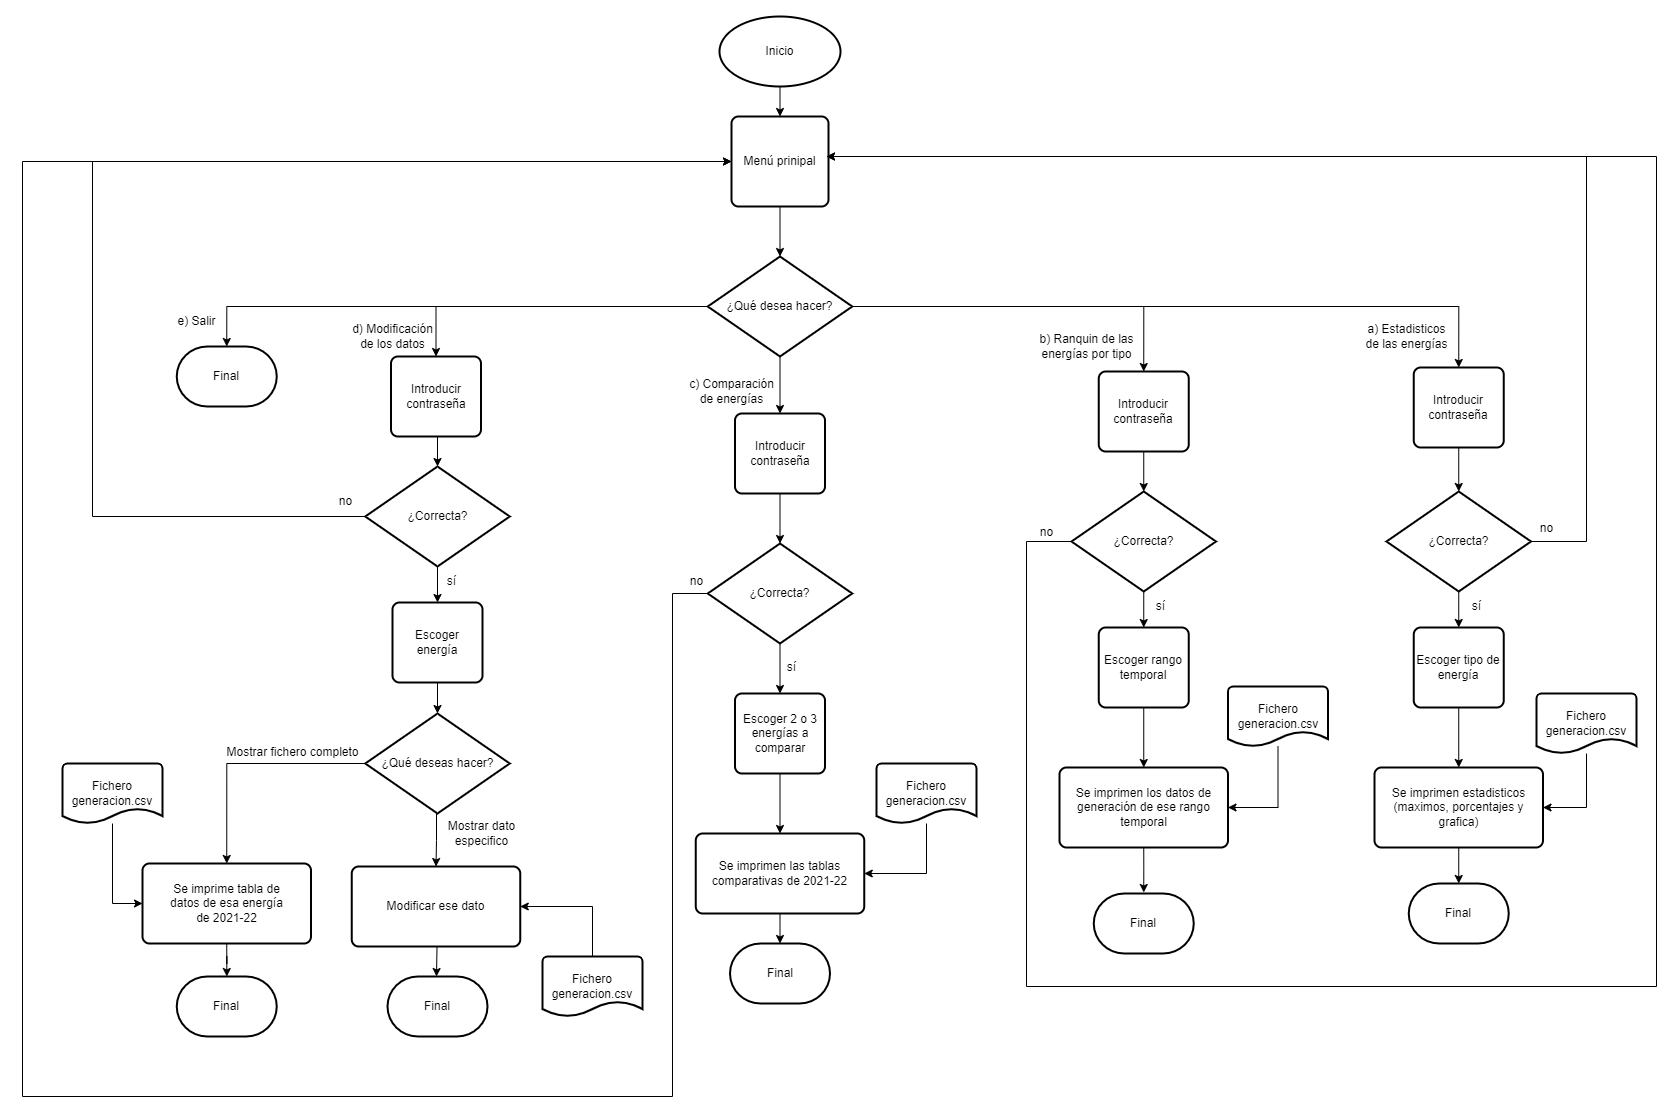 Inicio
Menú prinipal
¿Qué desea hacer?
e) Salir
Final
d) Modificación
de los datos
Introducir
contraseña
¿Correcta?
no
sí
Escoger
energía
¿Qué deseas hacer?
Mostrar fichero completo
Fichero
generacion.csv
Se imprime tabla de
datos de esa energía
de 2021-22
Final
Mostrar dato
especifico
Modificar ese dato
Fichero
generacion.csv
Final
c) Comparación
de energías
Introducir
contraseña
¿Correcta?
no
sí
Escoger 2 o 3
energías a
comparar
Fichero
generacion.csv
Se imprimen las tablas
comparativas de 2021-22
Final
b) Ranquin de las
energías por tipo
Introducir
contraseña
¿Correcta?
no
sí
Escoger rango
temporal
Fichero
generacion.csv
Se imprimen los datos de
generación de ese rango
temporal
Final
a) Estadisticos
de las energías
Introducir
contraseña
¿Correcta?
no
sí
Escoger tipo de
energía
Fichero
generacion.csv
Se imprimen estadisticos
(maximos, porcentajes y
grafica)
Final